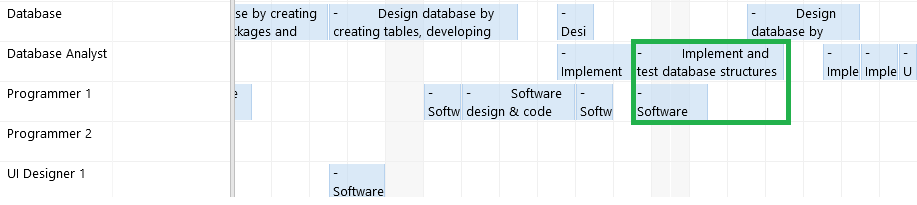 Database
se by creating
ckages and
- Design database by
creating tables, developing
-
Desi
- Design
database by
Database Analyst
-
Implement
- Implement and
test database structures
-
Imple
-
Imple
-
U
Programmer 1
e
-
Softw
- Software
design & code
-
Softw
-
Software
Programmer 2
UI Designer 1
-
Software